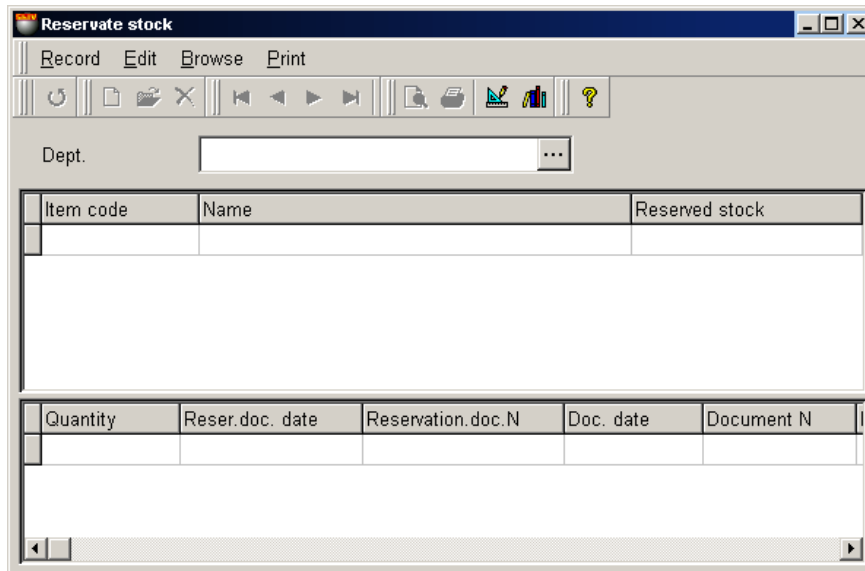 Reservate stock
Record Edit Browse Print
?
Dept. ...
Item code Name Reserved stock
Quantity Reser.doc. date Reservation.doc.N Doc. date Document N